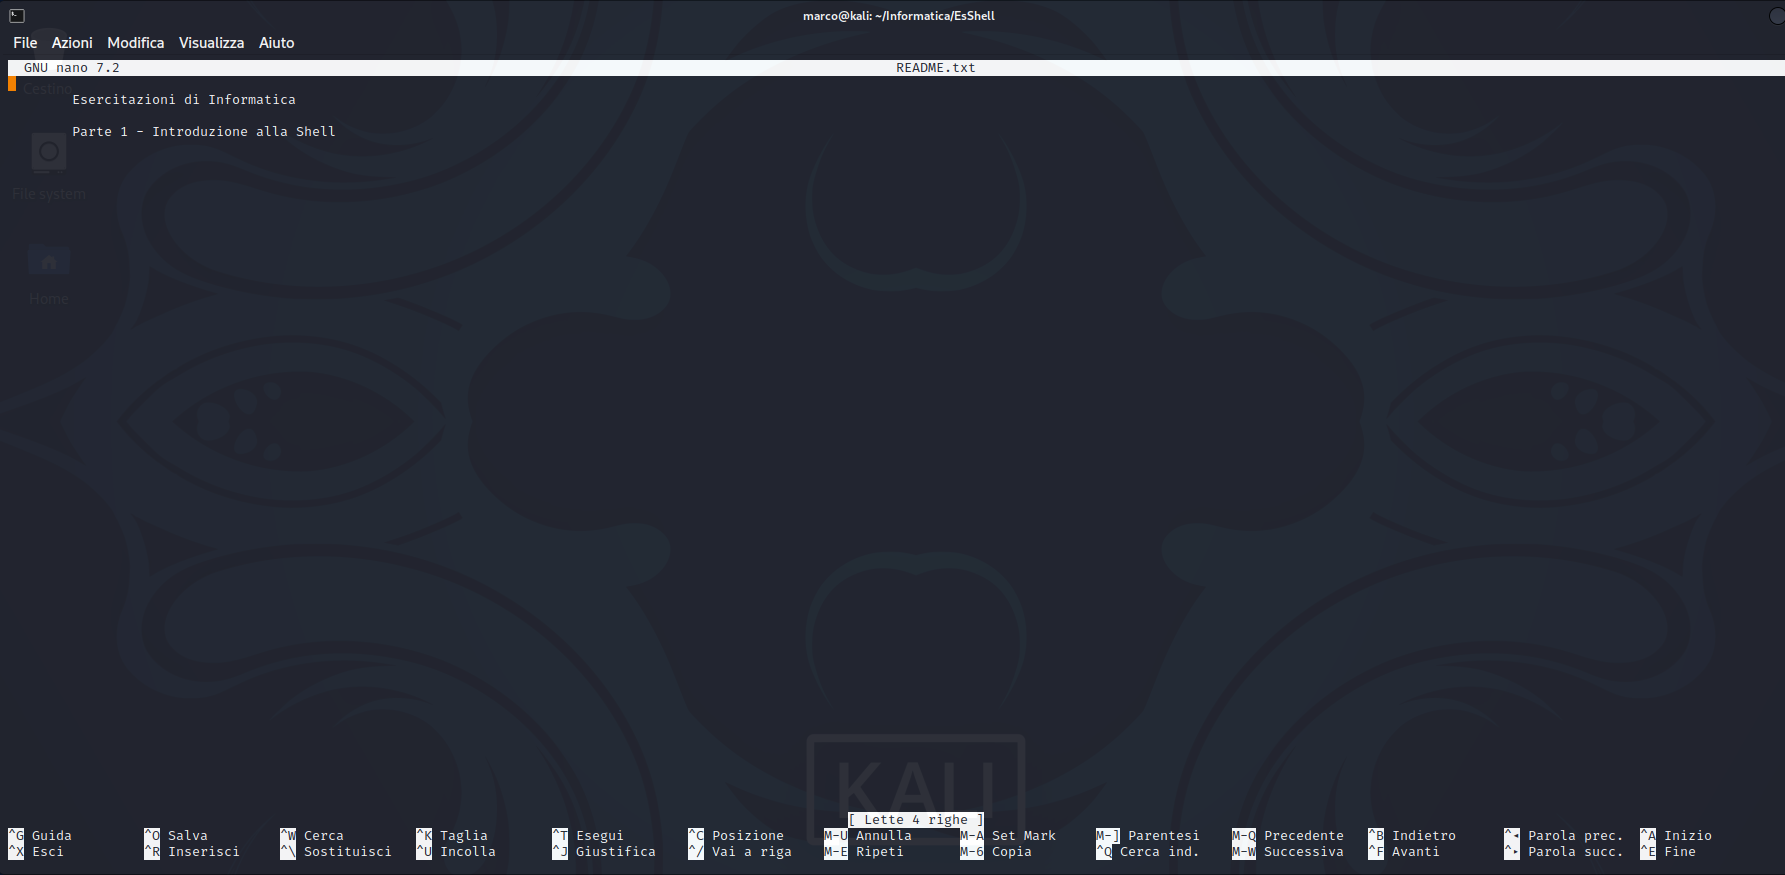 marco@kali: ~/Informatica/EsShell
File Azioni Modifica Visualizza Aiuto
GNU nano 7.2 README.txt
Cestino
Esercitazioni di Informatica
Parte 1 - Introduzione alla Shell
File system
Home
KALI
[ Lette 4 righe ]
^G Guida ^O Salva ^W Cerca ^K Taglia ^T Esegui ^C Posizione M-U Annulla M-A Set Mark M-] Parentesi M-Q Precedente ^B Indietro ^◂ Parola prec. ^A Inizio
^X Esci ^R Inserisci ^\ Sostituisci ^U Incolla ^J Giustifica ^/ Vai a riga M-E Ripeti M-6 Copia ^Q Cerca ind. M-W Successiva ^F Avanti ^▸ Parola succ. ^E Fine